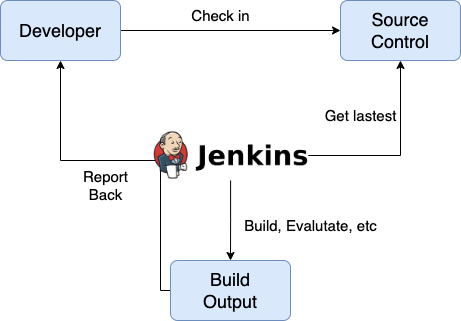 Developer
Check in
Source
Control
Get lastest
Jenkins
Report
Back
Build, Evalutate, etc
Build
Output